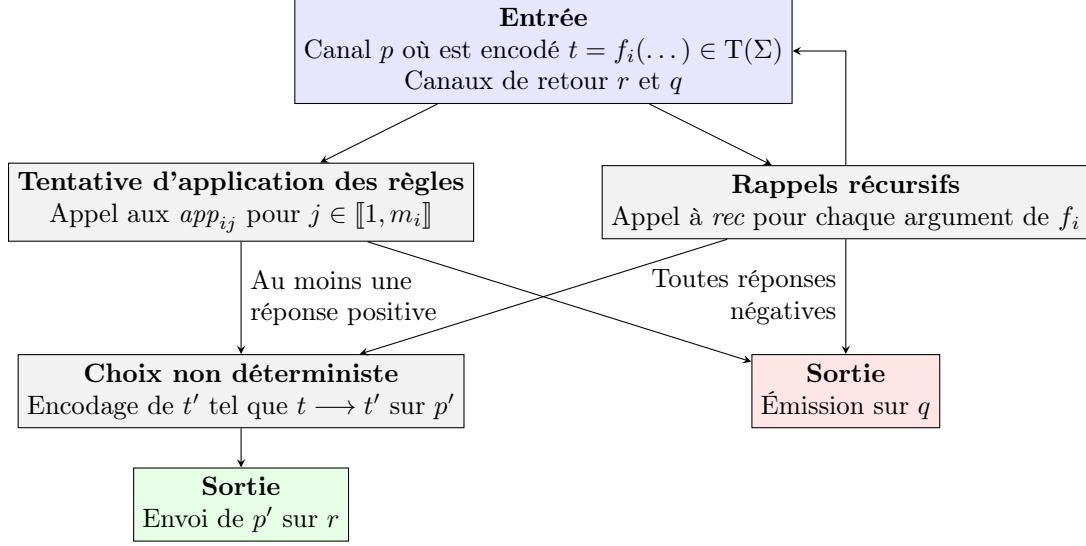 Entrée
Canal p où est encodé t = f_i(...) ∈ T(Σ)
Canaux de retour r et q
Tentative d'application des règles
Appel aux app_ij pour j ∈ ⟦1, m_i⟧
Rappels récursifs
Appel à rec pour chaque argument de f_i
Au moins une
réponse positive
Toutes réponses
négatives
Choix non déterministe
Encodage de t′ tel que t ⟶ t′ sur p′
Sortie
Émission sur q
Sortie
Envoi de p′ sur r